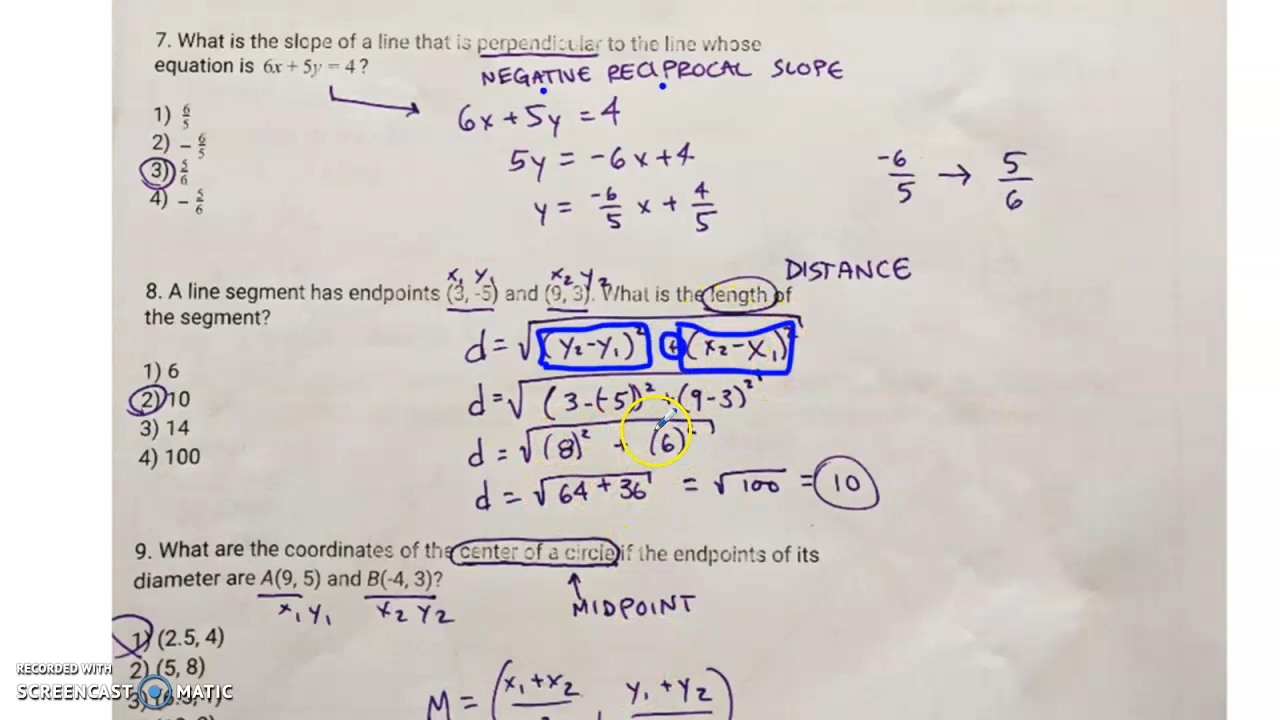 7. What is the slope of a line that is perpendicular to the line whose
equation is 6x + 5y = 4?
NEGATIVE RECIPROCAL SLOPE
1) 6/5
2) - 6/5
3) 5/6
4) - 5/6
6x + 5y = 4
5y = -6x + 4
y = -6/5 x + 4/5
-6/5 → 5/6
DISTANCE
x₁ y₁ x₂ y₂
8. A line segment has endpoints (3, -5) and (9, 3). What is the length of
the segment?
1) 6
2) 10
3) 14
4) 100
d = √(y₂-y₁)² + (x₂-x₁)²
d = √(3-(-5))² + (9-3)²
d = √(8)² + (6)²
d = √64 + 36 = √100 = 10
9. What are the coordinates of the center of a circle if the endpoints of its
diameter are A(9, 5) and B(-4, 3)?
x₁ y₁ x₂ y₂
MIDPOINT
1) (2.5, 4)
2) (5, 8)
M = (x₁ + x₂ , y₁ + y₂)
RECORDED WITH
SCREENCAST MATIC